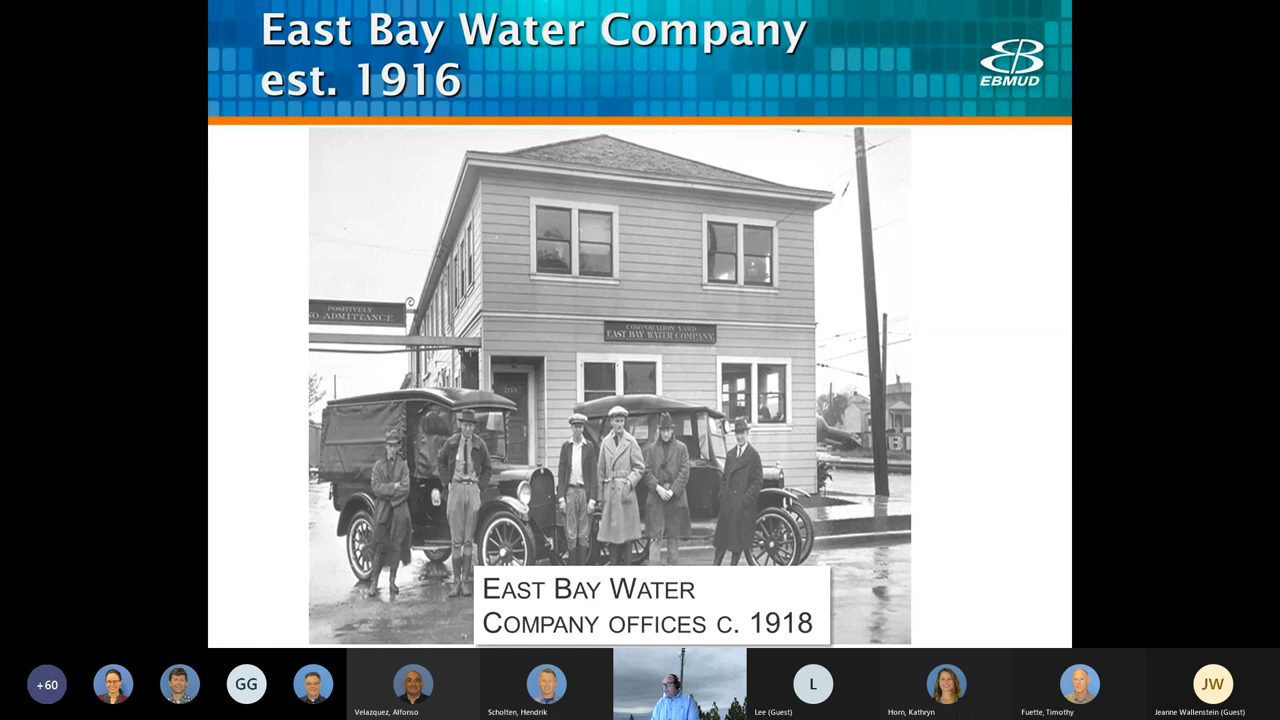 East Bay Water Company
est. 1916
EBMUD
POSITIVELY
NO ADMITTANCE
CORPORATION YARD
EAST BAY WATER COMPANY
EAST BAY WATER
COMPANY OFFICES C. 1918
+60
GG
Velazquez, Alfonso
Scholten, Hendrik
L
Lee (Guest)
Horn, Kathryn
Fuette, Timothy
JW
Jeanne Wallenstein (Guest)